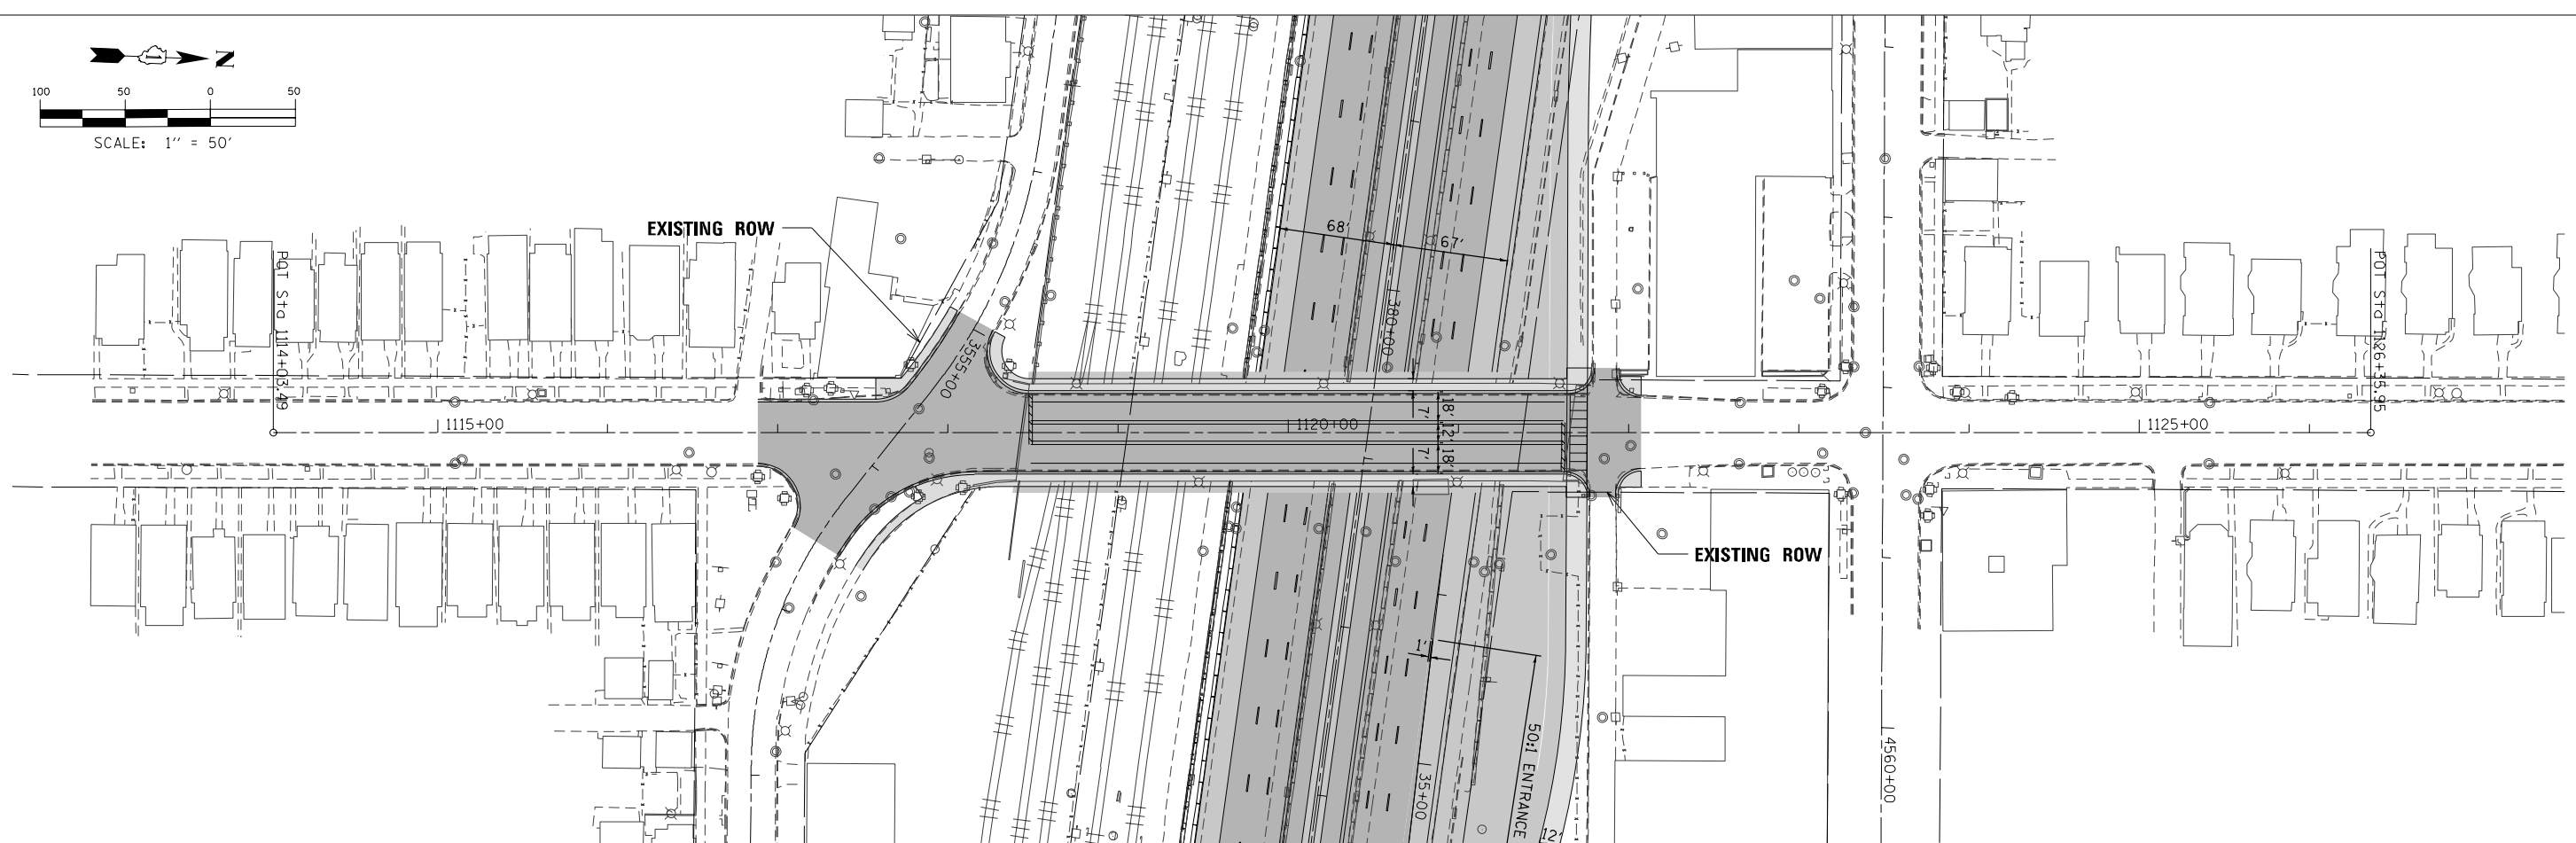 N
100 50 0 50
SCALE: 1'' = 50'
EXISTING ROW
68'
67'
POT Sta 1114+03.49
POT Sta 1126+35.95
380+00
3555+00
1115+00
1120+00
1125+00
18'
7'
12'
18'
7'
EXISTING ROW
1'
50:1 ENTRANCE
12'
35+00
4560+00